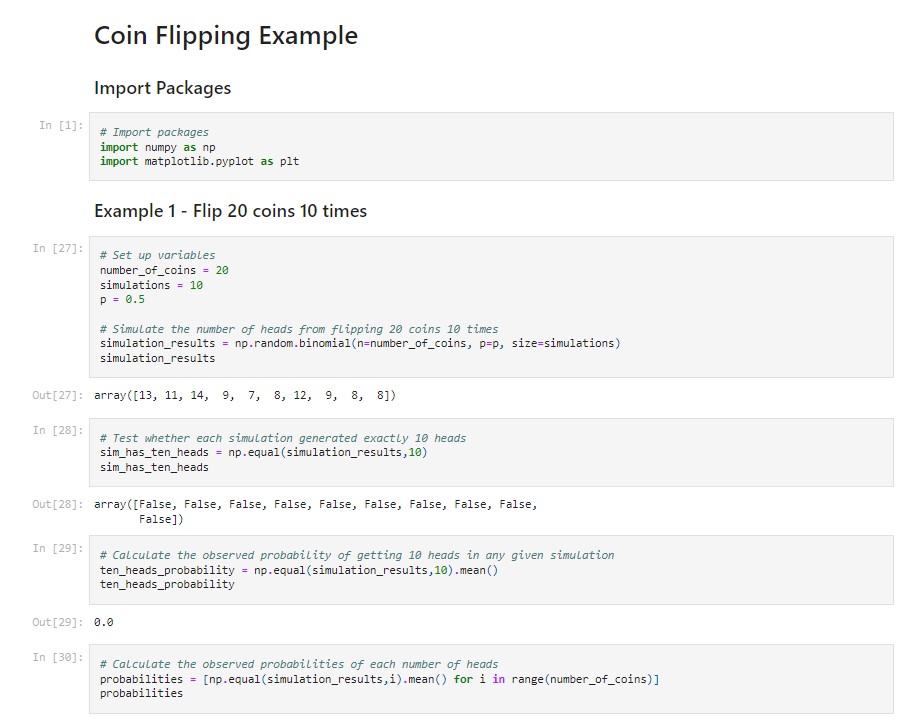 Coin Flipping Example
Import Packages
In [1]:
# Import packages
import numpy as np
import matplotlib.pyplot as plt
Example 1 - Flip 20 coins 10 times
In [27]:
# Set up variables
number_of_coins = 20
simulations = 10
p = 0.5
# Simulate the number of heads from flipping 20 coins 10 times
simulation_results = np.random.binomial(n=number_of_coins, p=p, size=simulations)
simulation_results
Out[27]: array([13, 11, 14,  9,  7,  8, 12,  9,  8,  8])
In [28]:
# Test whether each simulation generated exactly 10 heads
sim_has_ten_heads = np.equal(simulation_results,10)
sim_has_ten_heads
Out[28]: array([False, False, False, False, False, False, False, False, False,
False])
In [29]:
# Calculate the observed probability of getting 10 heads in any given simulation
ten_heads_probability = np.equal(simulation_results,10).mean()
ten_heads_probability
Out[29]: 0.0
In [30]:
# Calculate the observed probabilities of each number of heads
probabilities = [np.equal(simulation_results,i).mean() for i in range(number_of_coins)]
probabilities